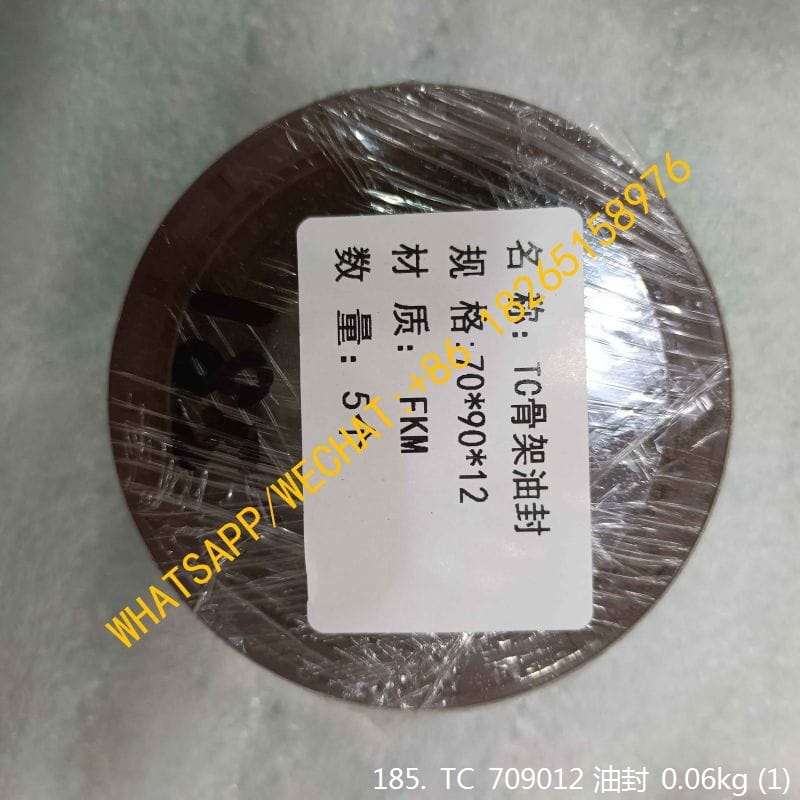 名 称：TC骨架油封
规 格:70*90*12
材 质： FKM
数 量： 5个
WHATSAPP/WECHAT:+86 18265158976
185. TC 709012 油封 0.06kg (1)